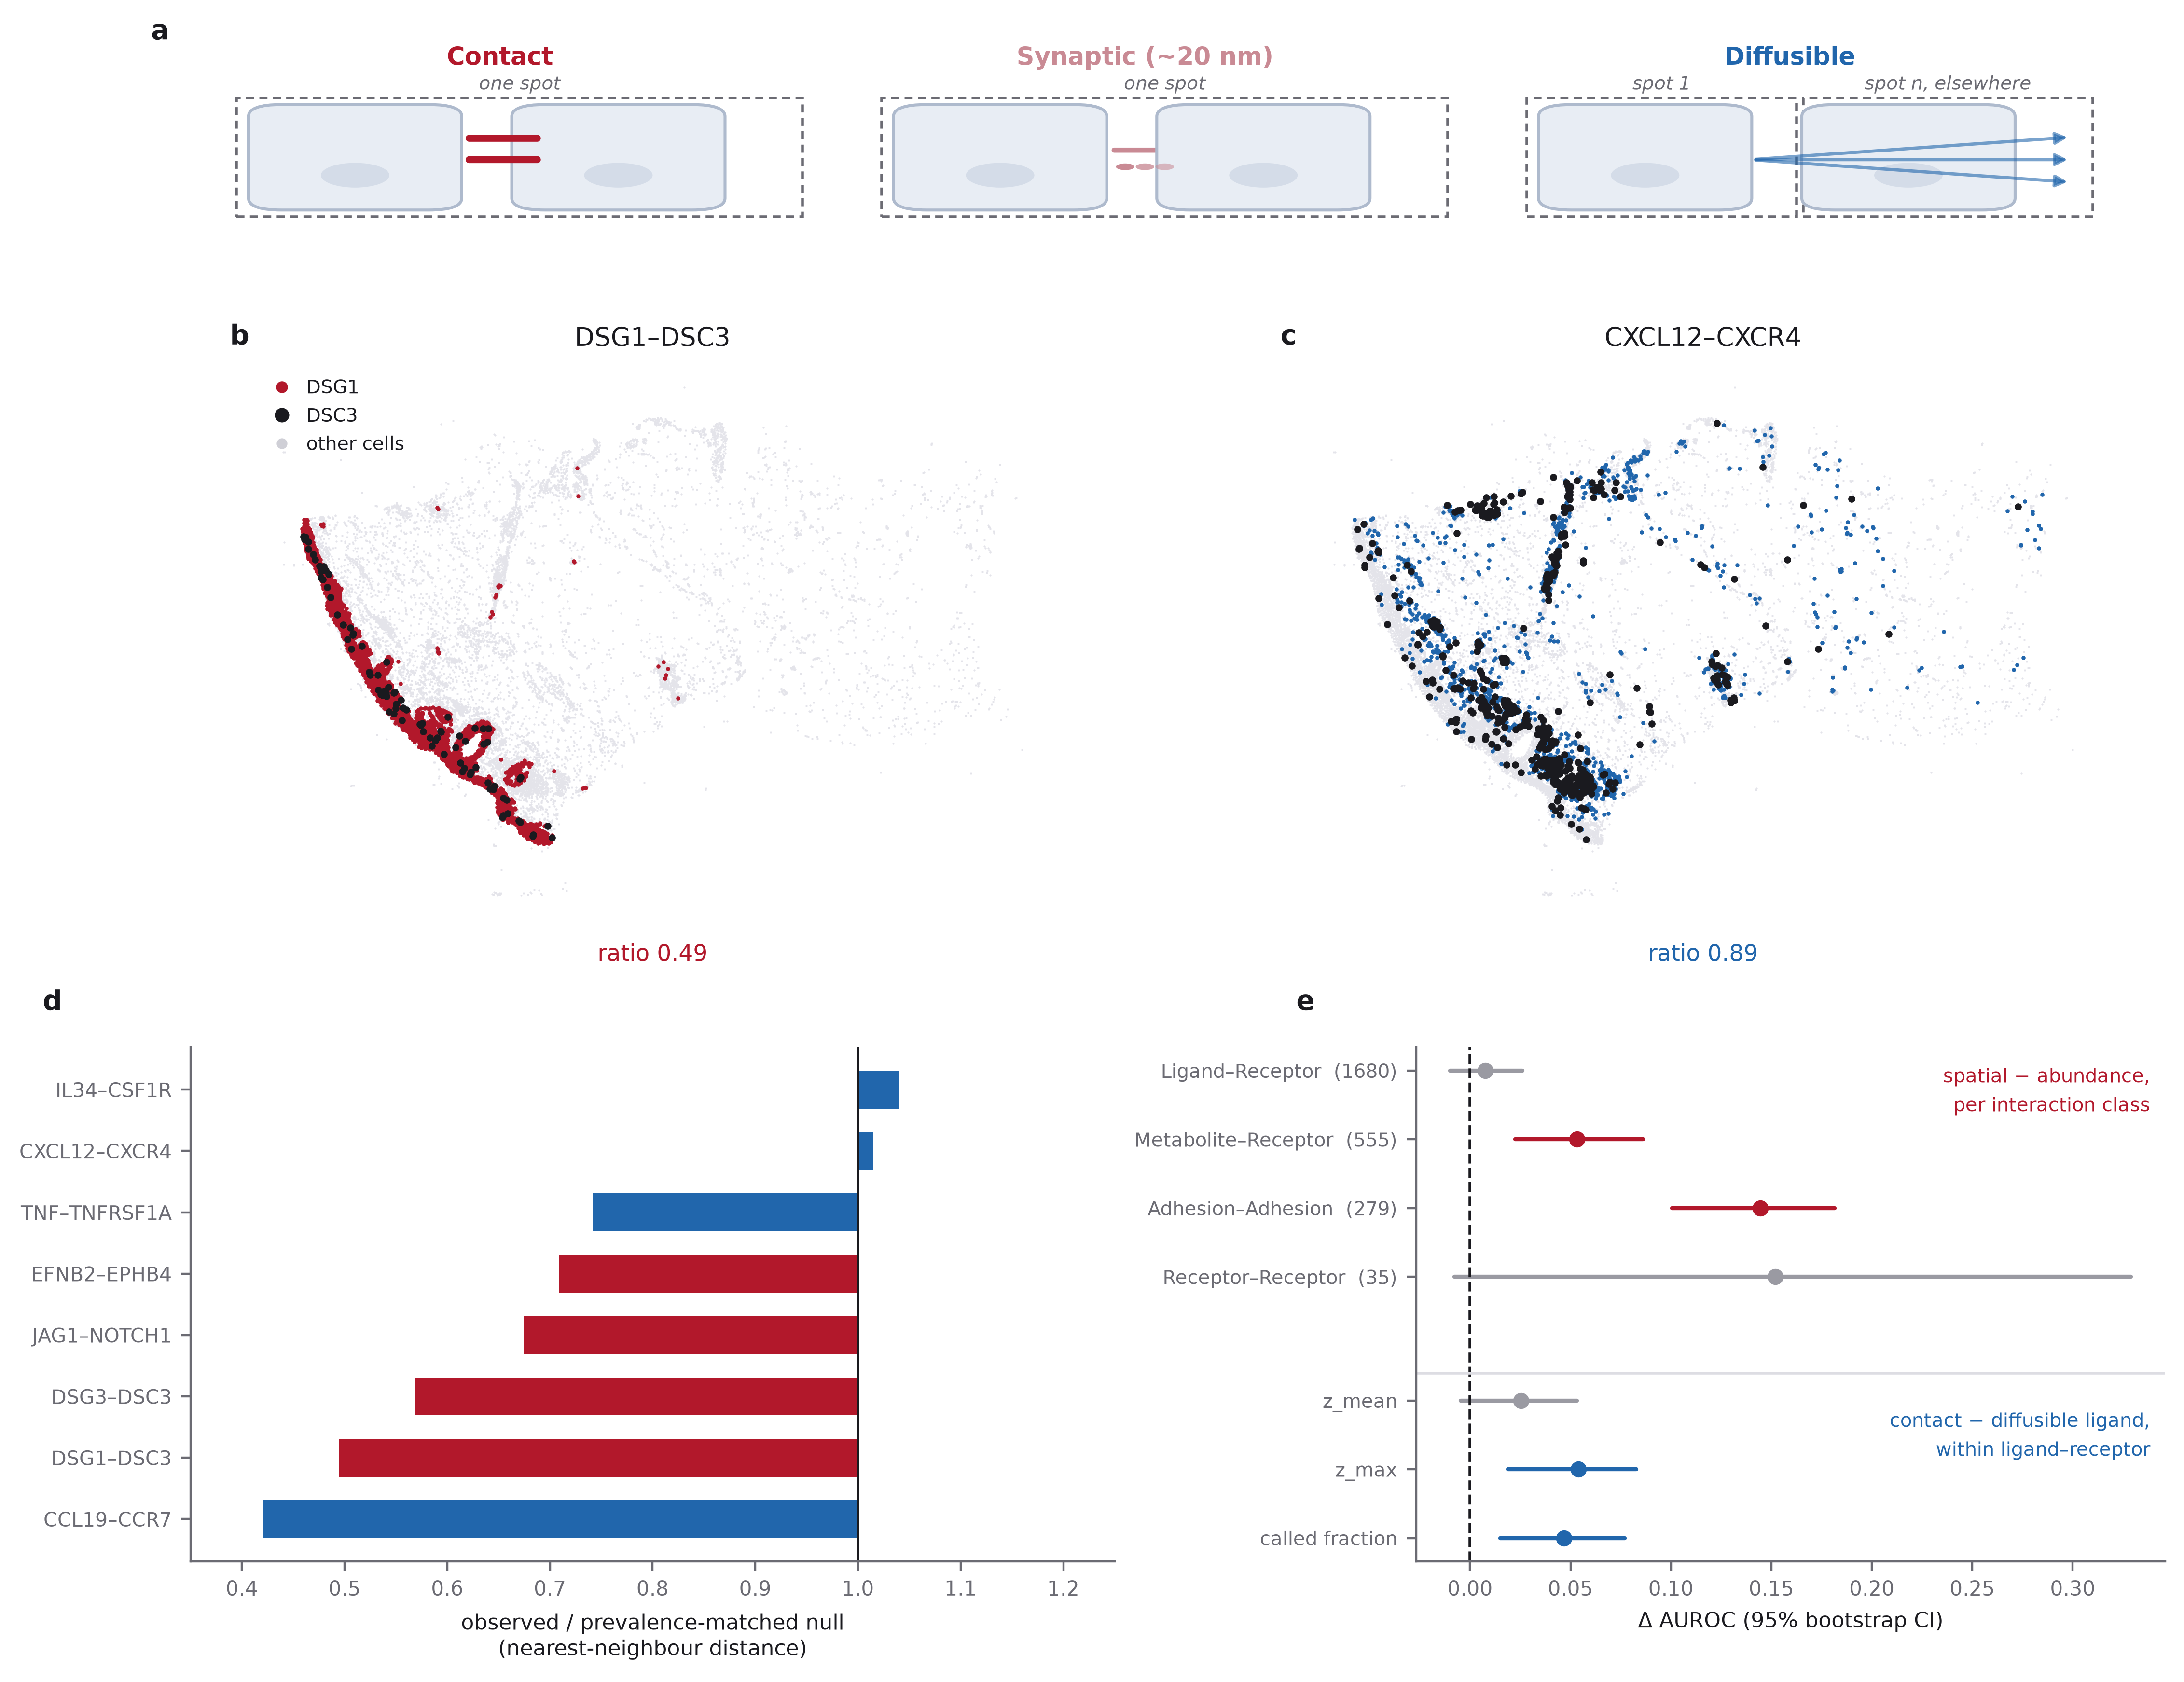 a
Contact
Synaptic (~20 nm)
Diffusible
one spot
one spot
spot 1
spot n, elsewhere
b
DSG1–DSC3
DSG1
DSC3
other cells
ratio 0.49
c
CXCL12–CXCR4
ratio 0.89
d
IL34–CSF1R
CXCL12–CXCR4
TNF–TNFRSF1A
EFNB2–EPHB4
JAG1–NOTCH1
DSG3–DSC3
DSG1–DSC3
CCL19–CCR7
0.4 0.5 0.6 0.7 0.8 0.9 1.0 1.1 1.2
observed / prevalence-matched null
(nearest-neighbour distance)
e
Ligand–Receptor (1680)
Metabolite–Receptor (555)
Adhesion–Adhesion (279)
Receptor–Receptor (35)
z_mean
z_max
called fraction
spatial − abundance,
per interaction class
contact − diffusible ligand,
within ligand–receptor
0.00 0.05 0.10 0.15 0.20 0.25 0.30
Δ AUROC (95% bootstrap CI)